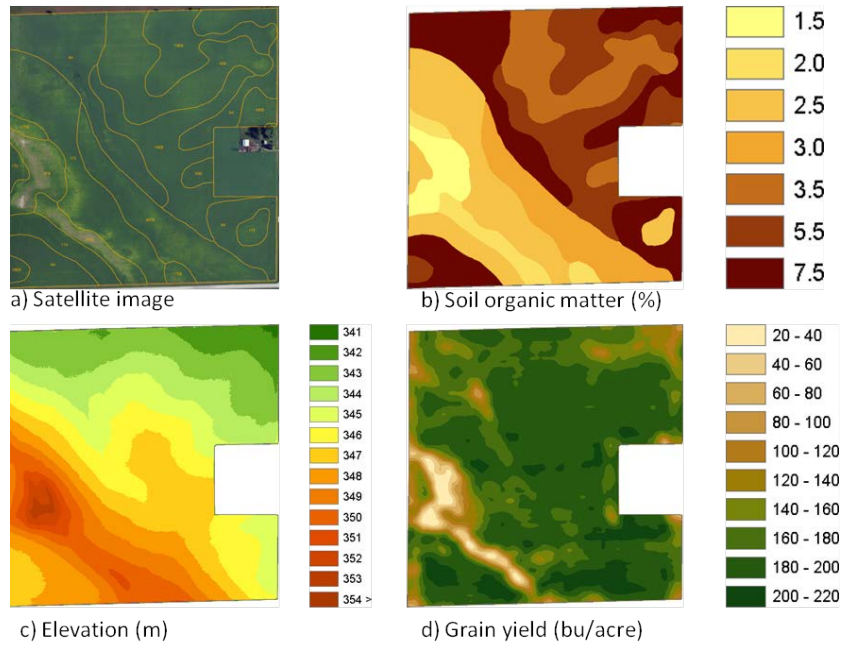 1.5
2.0
2.5
3.0
3.5
5.5
7.5
a) Satellite image
b) Soil organic matter (%)
341
342
343
344
345
346
347
348
349
350
351
352
353
354 >
20 - 40
40 - 60
60 - 80
80 - 100
100 - 120
120 - 140
140 - 160
160 - 180
180 - 200
200 - 220
c) Elevation (m)
d) Grain yield (bu/acre)